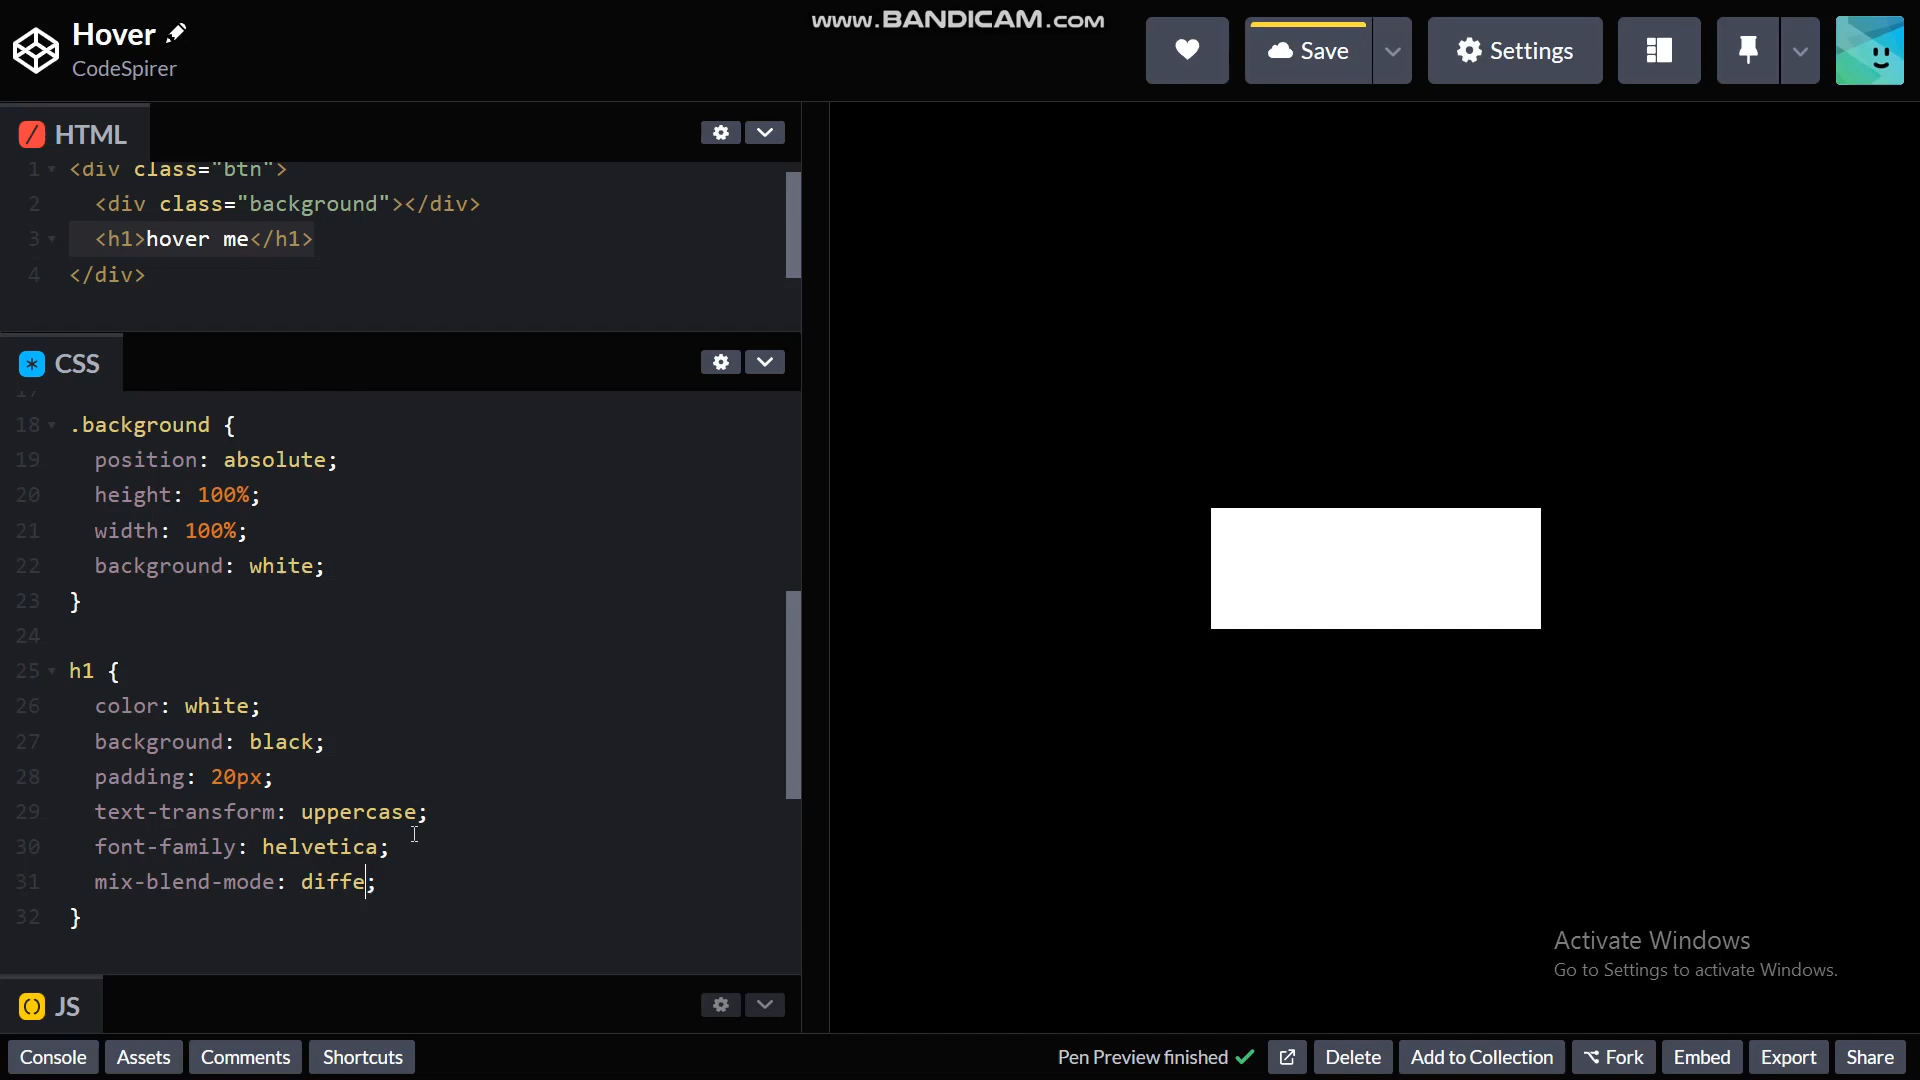 www.BANDICAM.com
Hover
CodeSpirer
Save
Settings
HTML
1 <div class="btn">
2 <div class="background"></div>
3 <h1>hover me</h1>
4 </div>
CSS
17
18 .background {
19 position: absolute;
20 height: 100%;
21 width: 100%;
22 background: white;
23 }
24
25 h1 {
26 color: white;
27 background: black;
28 padding: 20px;
29 text-transform: uppercase;
30 font-family: helvetica;
31 mix-blend-mode: diffe;
32 }
Activate Windows
Go to Settings to activate Windows.
JS
Console Assets Comments Shortcuts Pen Preview finished Delete Add to Collection Fork Embed Export Share